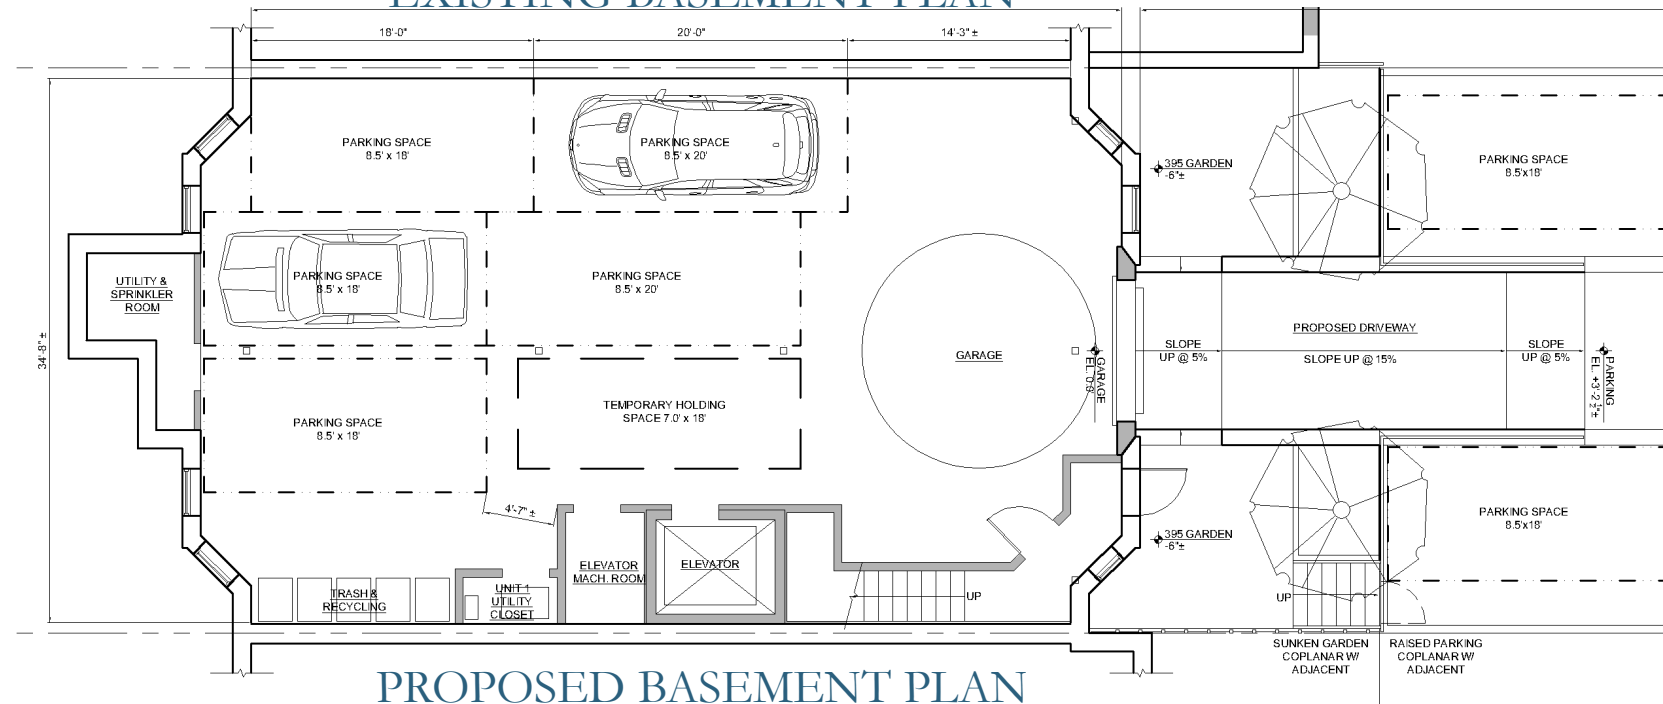 EXISTING BASEMENT PLAN
18'-0"
20'-0"
14'-3" ±
PARKING SPACE
8.5' x 18'
PARKING SPACE
8.5' x 20'
395 GARDEN
-6"±
PARKING SPACE
8.5'x18'
UTILITY &
SPRINKLER
ROOM
PARKING SPACE
8.5' x 18'
PARKING SPACE
8.5' x 20'
34'-8" ±
GARAGE
GARAGE
EL. 0.0'
SLOPE
UP @ 5%
PROPOSED DRIVEWAY
SLOPE UP @ 15%
SLOPE
UP @ 5%
PARKING
EL. +3'-2 ½"±
PARKING SPACE
8.5' x 18'
TEMPORARY HOLDING
SPACE 7.0' x 18'
4'-7" ±
395 GARDEN
-6"±
PARKING SPACE
8.5'x18'
TRASH &
RECYCLING
UNIT 1
UTILITY
CLOSET
ELEVATOR
MACH. ROOM
ELEVATOR
UP
UP
SUNKEN GARDEN
COPLANAR W/
ADJACENT
RAISED PARKING
COPLANAR W/
ADJACENT
PROPOSED BASEMENT PLAN